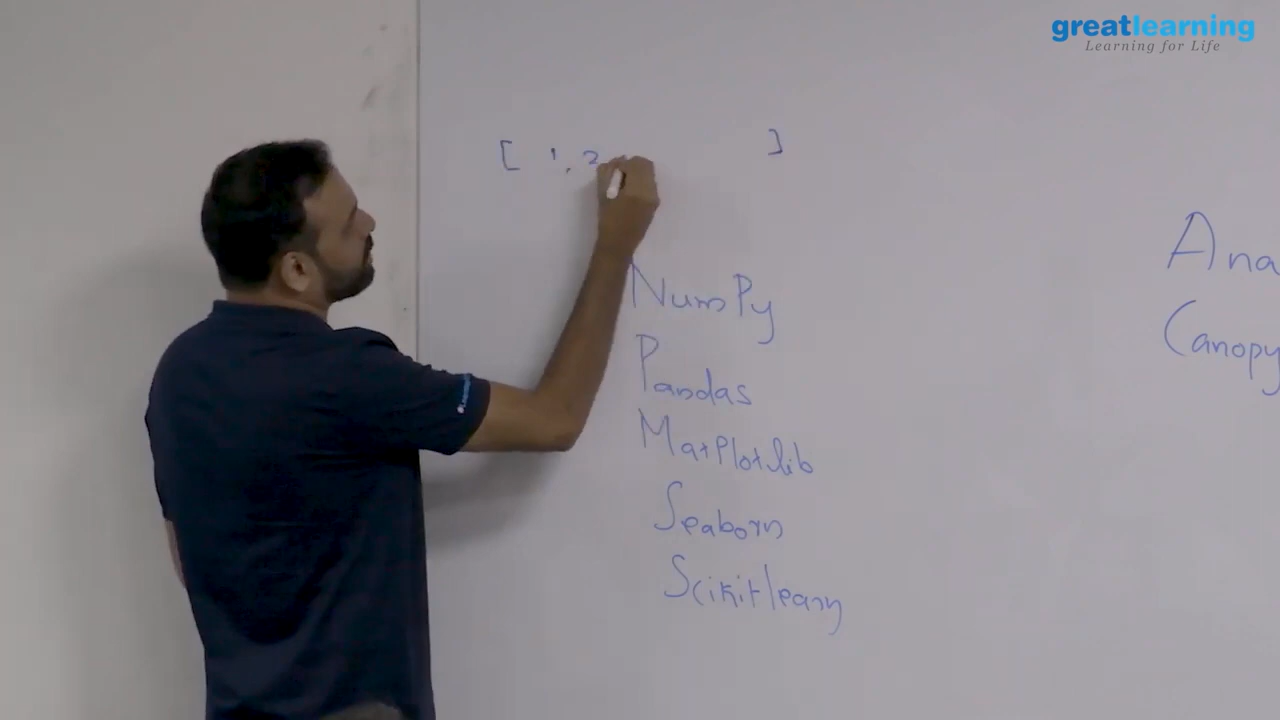 greatlearning
Learning for Life
[ 1, 2 ]
NumPy
Pandas
MatPlotlib
Seaborn
Scikitlearn
Ana
Canopy